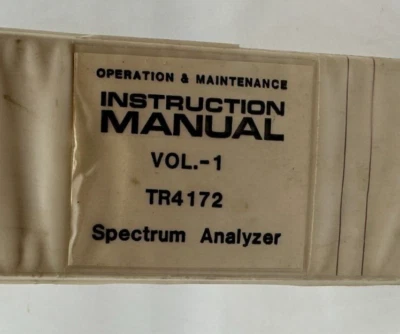 OPERATION & MAINTENANCE
INSTRUCTION
MANUAL
VOL.-1
TR4172
Spectrum Analyzer